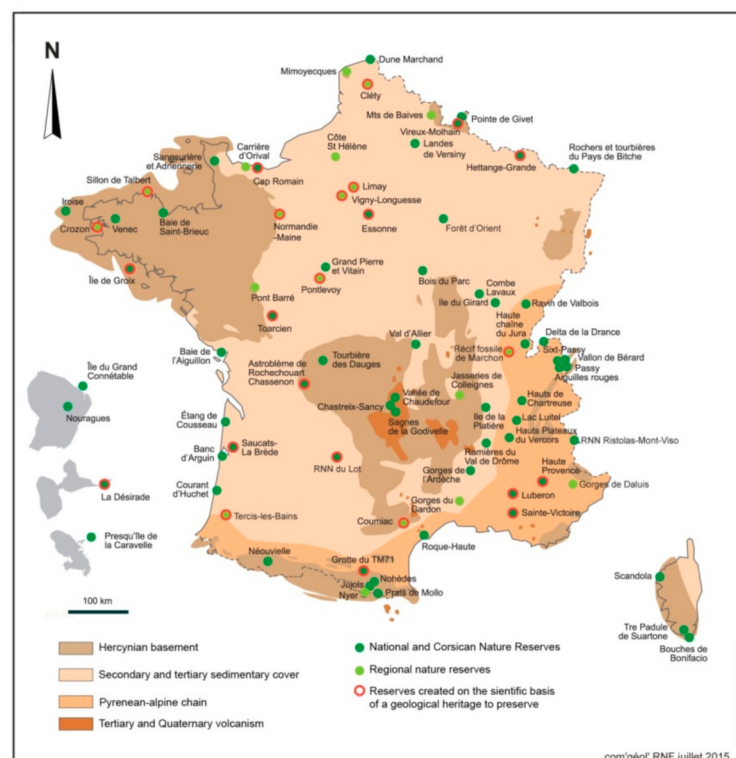 N
Dune Marchand
Mimoyecques
Cléty
Mts de Baives
Pointe de Givet
Vireux-Molhain
Landes
de Versiny
Côte
St Hélène
Rochers et tourbières
du Pays de Bitche
Hettange-Grande
Carrière
d'Orival
Sangsurière
et Adriennerie
Cap Romain
Sillon de Talbert
Limay
Vigny-Longuesse
Iroise
Crozon
Venec
Baie de
Saint-Brieuc
Normandie
-Maine
Essonne
Forêt d'Orient
Île de Groix
Grand Pierre
et Vitain
Pontlevoy
Bois du Parc
Combe
Lavaux
Ile du Girard
Ravin de Valbois
Pont Barré
Toarcien
Haute
chaîne
du Jura
Delta de la Drance
Sixt-Passy
Vallon de Bérard
Passy
Aiguilles rouges
Val d'Allier
Récif fossile
de Marchon
Baie de
l'Aiguillon
Tourbière
des Dauges
Astroblème de
Rochechouart
Chassenon
Jasseries de
Colleignes
Île du Grand
Connétable
Nouragues
Vallée de
Chaudefour
Chastreix-Sancy
Sagnes
de la Godivelle
Hauts de
Chartreuse
Ile de la
Platière
Lac Luitel
Hauts Plateaux
du Vercors
RNN Ristolas-Mont-Viso
Étang de
Cousseau
Banc
d'Arguin
Saucats-
La Brède
RNN du Lot
Ramières du
Val de Drôme
Gorges de
l'Ardèche
Haute
Provence
Gorges de Daluis
La Désirade
Courant
d'Huchet
Luberon
Gorges du
Gardon
Sainte-Victoire
Tercis-les-Bains
Coumiac
Roque-Haute
Presqu'île de
la Caravelle
Néouvielle
Grotte du TM71
Nohèdes
Jujols
Nyer
Prats de Mollo
Scandola
Tre Padule
de Suartone
Bouches de
Bonifacio
100 km
Hercynian basement
Secondary and tertiary sedimentary cover
Pyrenean-alpine chain
Tertiary and Quaternary volcanism
National and Corsican Nature Reserves
Regional nature reserves
Reserves created on the sientific basis
of a geological heritage to preserve
com'géol' RNF juillet 2015